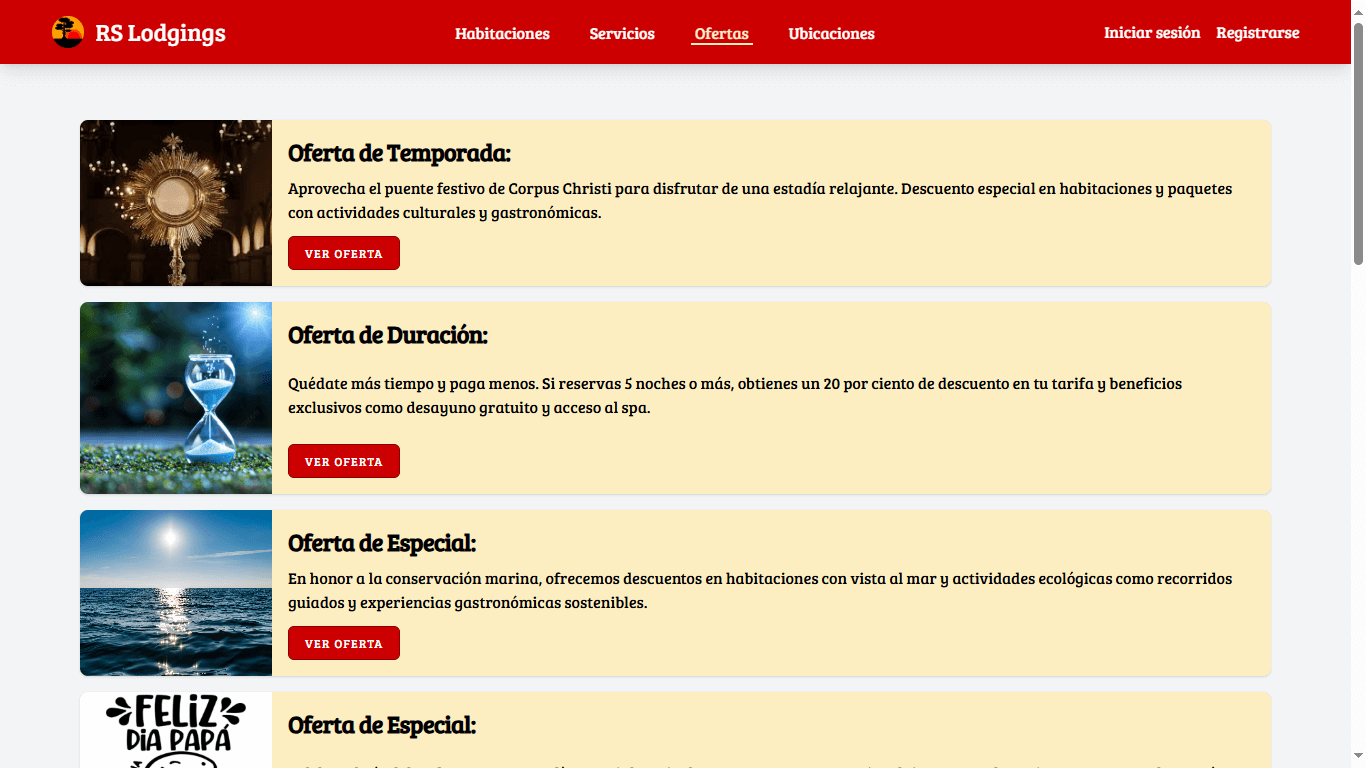 RS Lodgings
Habitaciones
Servicios
Ofertas
Ubicaciones
Iniciar sesión
Registrarse
Oferta de Temporada:
Aprovecha el puente festivo de Corpus Christi para disfrutar de una estadía relajante. Descuento especial en habitaciones y paquetes
con actividades culturales y gastronómicas.
VER OFERTA
Oferta de Duración:
Quédate más tiempo y paga menos. Si reservas 5 noches o más, obtienes un 20 por ciento de descuento en tu tarifa y beneficios
exclusivos como desayuno gratuito y acceso al spa.
VER OFERTA
Oferta de Especial:
En honor a la conservación marina, ofrecemos descuentos en habitaciones con vista al mar y actividades ecológicas como recorridos
guiados y experiencias gastronómicas sostenibles.
VER OFERTA
FELIZ
DIA PAPÁ
Oferta de Especial: